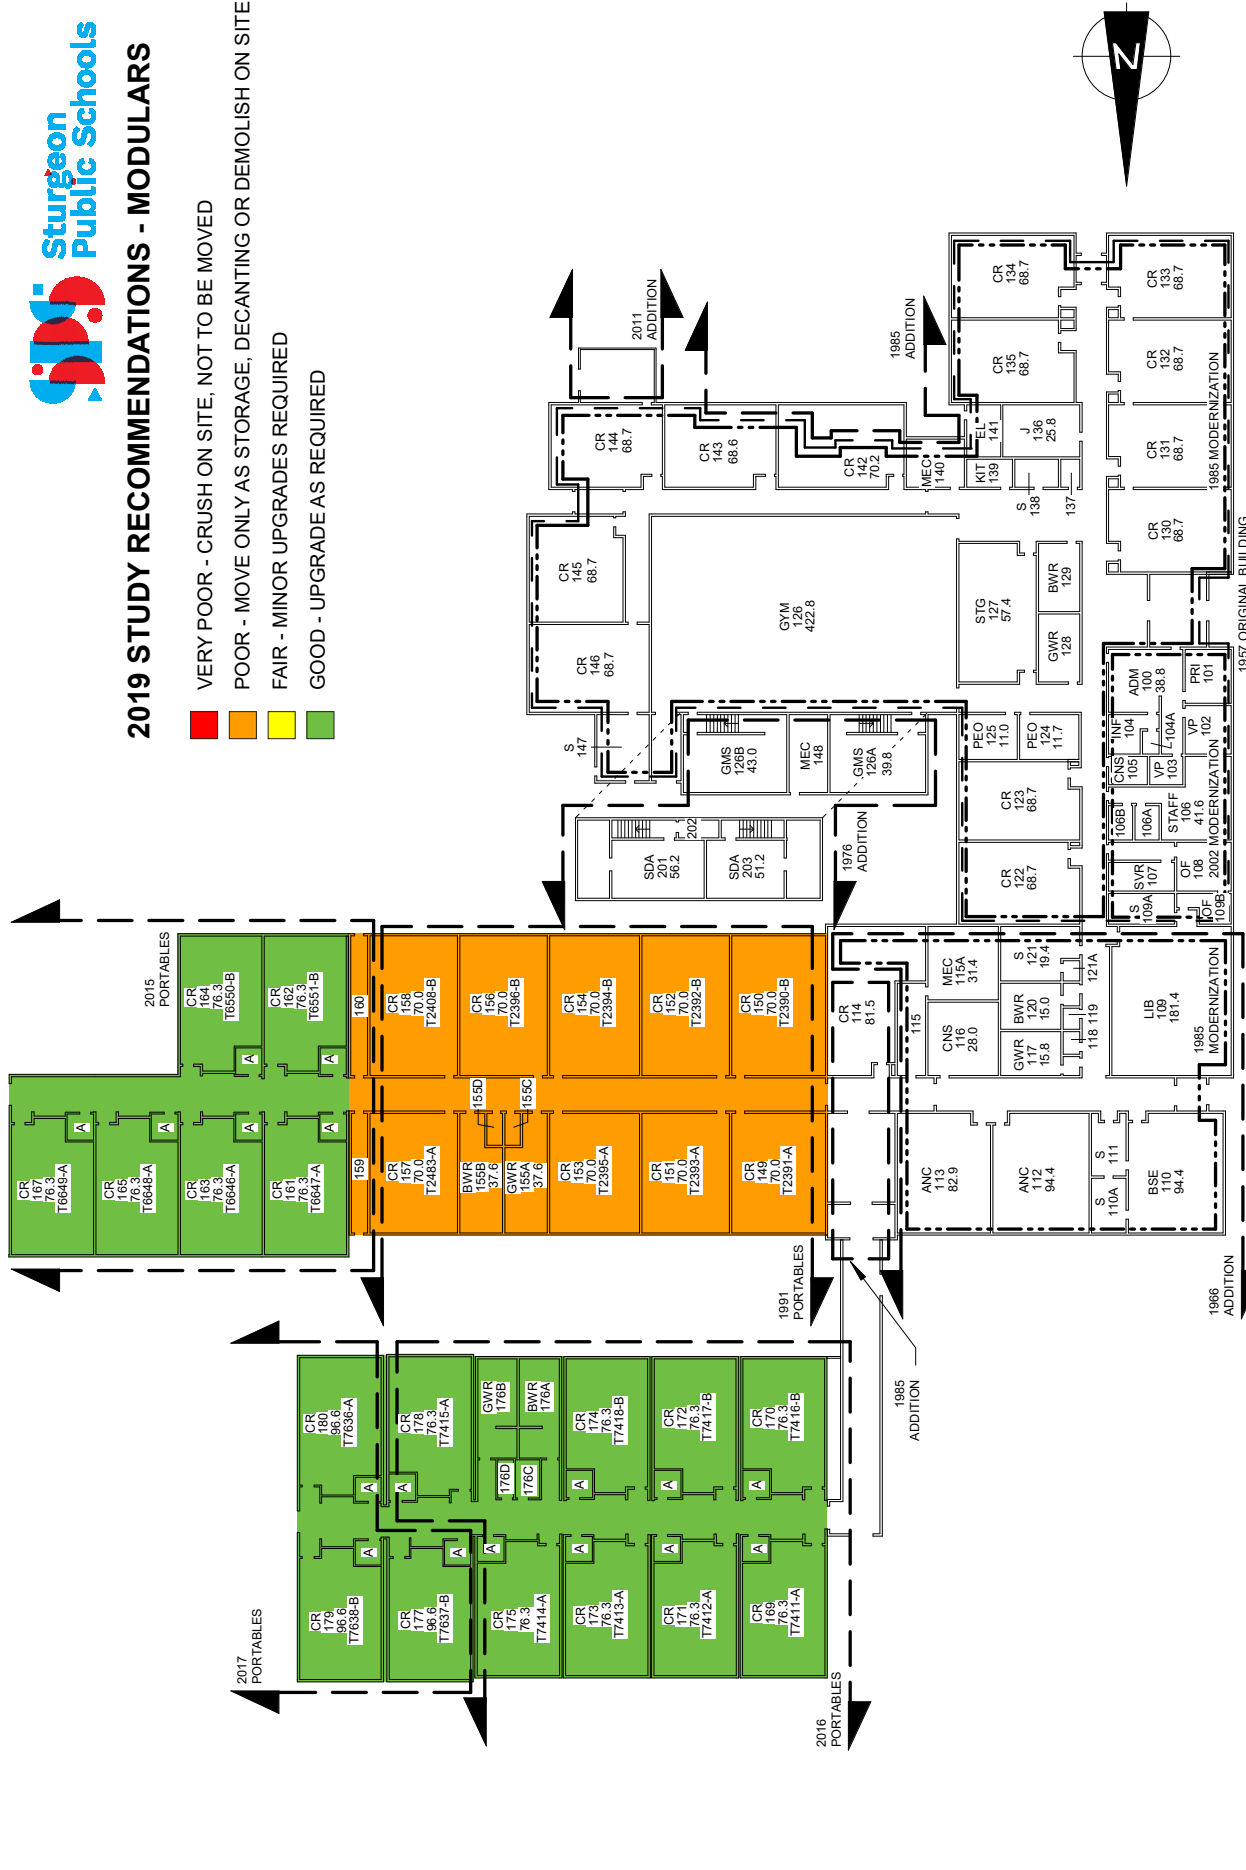 Sturgeon
Public Schools
2019 STUDY RECOMMENDATIONS - MODULARS
VERY POOR - CRUSH ON SITE, NOT TO BE MOVED
POOR - MOVE ONLY AS STORAGE, DECANTING OR DEMOLISH ON SITE
FAIR - MINOR UPGRADES REQUIRED
GOOD - UPGRADE AS REQUIRED
N
2011
ADDITION
1985
ADDITION
CR
134
68.7
CR
133
68.7
CR
135
68.7
CR
132
68.7
1985 MODERNIZATION
CR
144
68.7
CR
143
68.6
CR
142
70.2
MEC
140
EL
141
KIT
139
J
136
25.8
S
138
137
CR
131
68.7
CR
130
68.7
CR
145
68.7
CR
146
68.7
GYM
126
422.8
STG
127
57.4
BWR
129
GWR
128
1957 ORIGINAL BUILDING
S
147
GMS
126B
43.0
MEC
148
GMS
126A
39.8
PEO
125
11.0
PEO
124
11.7
ADM
100
38.8
PRI
101
INF
104
104A
VP
102
CNS
105
VP
103
106B
106A
STAFF
106
41.6
2002 MODERNIZATION
SVR
107
OF
108
S
109A
OF
109B
CR
123
68.7
CR
122
68.7
202
SDA
201
56.2
SDA
203
51.2
1976
ADDITION
2015
PORTABLES
CR
164
76.3
T6550-B
CR
162
76.3
T6551-B
A
A
160
CR
158
70.0
T2408-B
CR
156
70.0
T2396-B
CR
154
70.0
T2394-B
CR
152
70.0
T2392-B
CR
150
70.0
T2390-B
CR
114
81.5
115
MEC
115A
31.4
CNS
116
28.0
S
121
19.4
121A
BWR
120
15.0
119
GWR
117
15.8
118
LIB
109
181.4
1985
MODERNIZATION
CR
167
76.3
T6649-A
A
CR
165
76.3
T6648-A
A
CR
163
76.3
T6646-A
A
CR
161
76.3
T6647-A
A
159
CR
157
70.0
T2483-A
155D
155C
BWR
155B
37.6
GWR
155A
37.6
CR
153
70.0
T2395-A
CR
151
70.0
T2393-A
CR
149
70.0
T2391-A
ANC
113
82.9
ANC
112
94.4
S
111
S
110A
BSE
110
94.4
1991
PORTABLES
1966
ADDITION
1985
ADDITION
CR
180
96.6
T7636-A
A
CR
178
76.3
T7415-A
A
GWR
176B
BWR
176A
176D
176C
CR
174
76.3
T7418-B
A
CR
172
76.3
T7417-B
A
CR
170
76.3
T7416-B
A
CR
179
96.6
T7638-B
A
CR
177
96.6
T7637-B
A
CR
175
76.3
T7414-A
A
CR
173
76.3
T7413-A
A
CR
171
76.3
T7412-A
A
CR
169
76.3
T7411-A
A
2017
PORTABLES
2016
PORTABLES